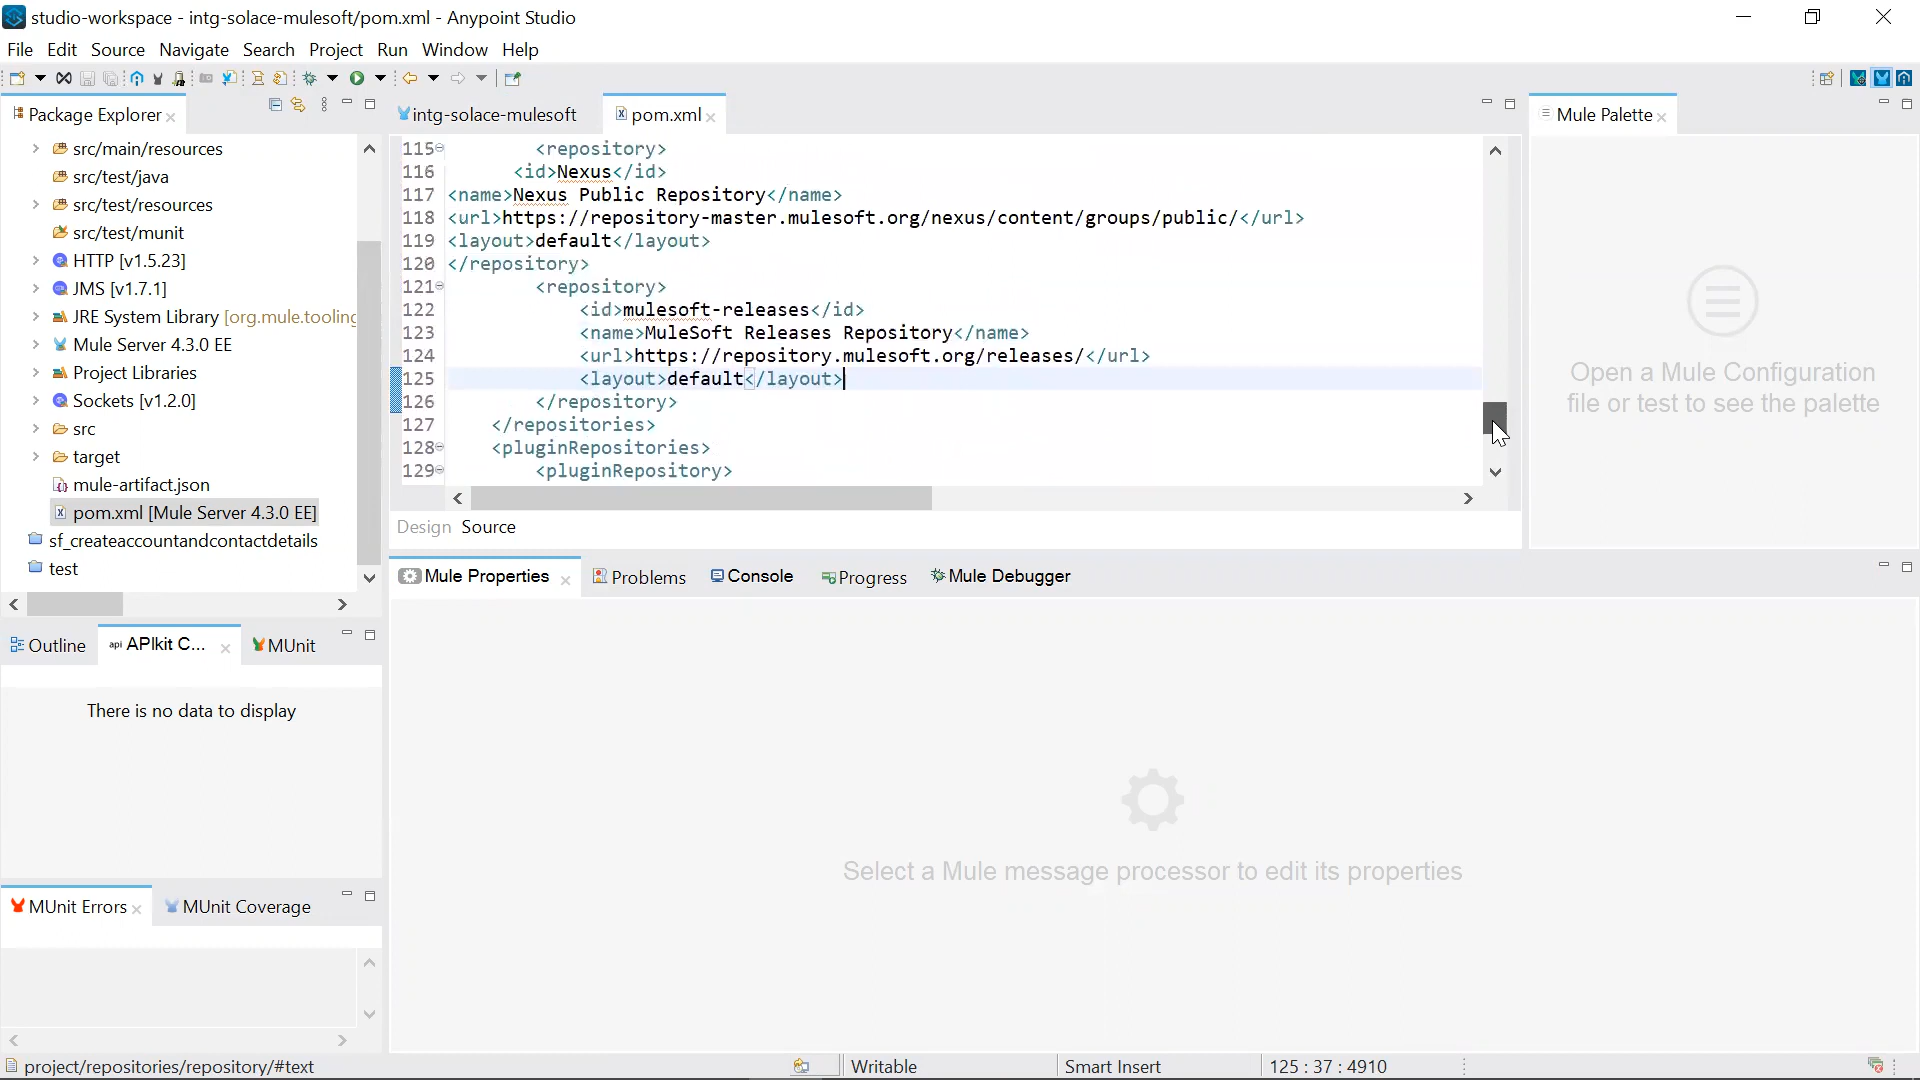 studio-workspace - intg-solace-mulesoft/pom.xml - Anypoint Studio
File Edit Source Navigate Search Project Run Window Help
Package Explorer
src/main/resources
src/test/java
src/test/resources
src/test/munit
HTTP [v1.5.23]
JMS [v1.7.1]
JRE System Library [org.mule.tooling
Mule Server 4.3.0 EE
Project Libraries
Sockets [v1.2.0]
src
target
mule-artifact.json
pom.xml [Mule Server 4.3.0 EE]
sf_createaccountandcontactdetails
test
intg-solace-mulesoft
pom.xml
115 <repository>
116 <id>Nexus</id>
117 <name>Nexus Public Repository</name>
118 <url>https://repository-master.mulesoft.org/nexus/content/groups/public/</url>
119 <layout>default</layout>
120 </repository>
121 <repository>
122 <id>mulesoft-releases</id>
123 <name>MuleSoft Releases Repository</name>
124 <url>https://repository.mulesoft.org/releases/</url>
125 <layout>default</layout>
126 </repository>
127 </repositories>
128 <pluginRepositories>
129 <pluginRepository>
Design Source
Mule Palette
Open a Mule Configuration
file or test to see the palette
Mule Properties Problems Console Progress Mule Debugger
Select a Mule message processor to edit its properties
Outline api APIkit C... MUnit
There is no data to display
MUnit Errors MUnit Coverage
project/repositories/repository/#text
Writable Smart Insert 125 : 37 : 4910